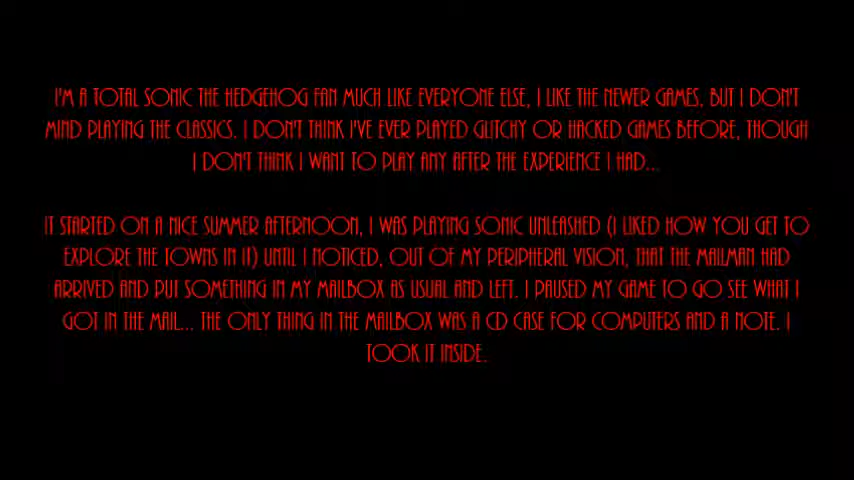 I'M A TOTAL SONIC THE HEDGEHOG FAN MUCH LIKE EVERYONE ELSE, I LIKE THE NEWER GAMES, BUT I DON'T
MIND PLAYING THE CLASSICS. I DON'T THINK I'VE EVER PLAYED GLITCHY OR HACKED GAMES BEFORE, THOUGH
I DON'T THINK I WANT TO PLAY ANY AFTER THE EXPERIENCE I HAD...
IT STARTED ON A NICE SUMMER AFTERNOON, I WAS PLAYING SONIC UNLEASHED (I LIKED HOW YOU GET TO
EXPLORE THE TOWNS IN IT) UNTIL I NOTICED, OUT OF MY PERIPHERAL VISION, THAT THE MAILMAN HAD
ARRIVED AND PUT SOMETHING IN MY MAILBOX AS USUAL AND LEFT. I PAUSED MY GAME TO GO SEE WHAT I
GOT IN THE MAIL... THE ONLY THING IN THE MAILBOX WAS A CD CASE FOR COMPUTERS AND A NOTE. I
TOOK IT INSIDE.